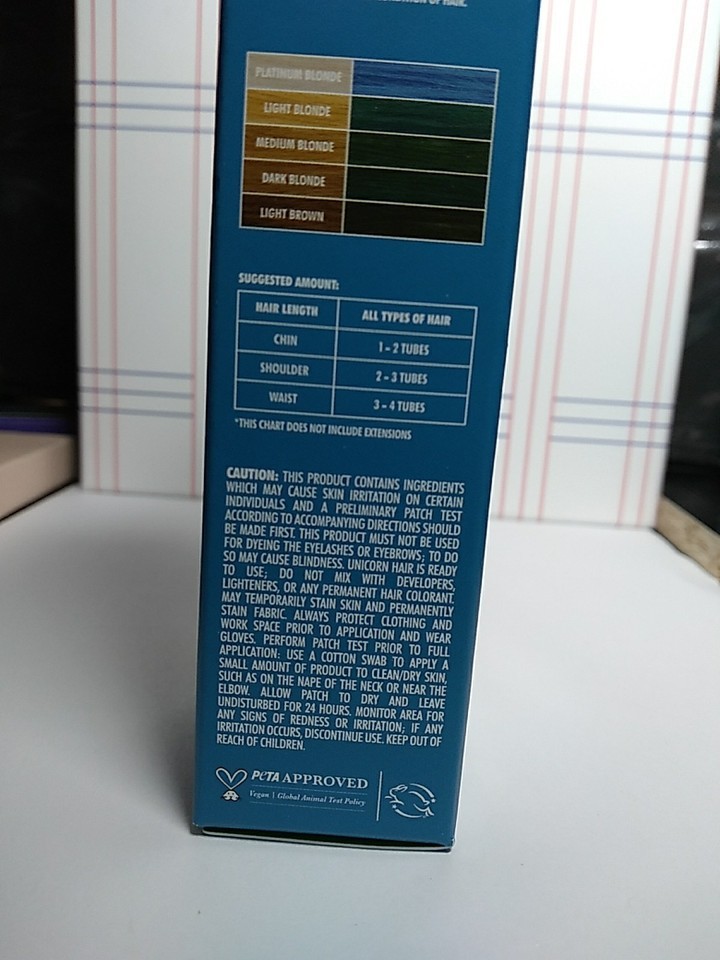 OF HAIR.
PLATINUM BLONDE
LIGHT BLONDE
MEDIUM BLONDE
DARK BLONDE
LIGHT BROWN
SUGGESTED AMOUNT:
HAIR LENGTH ALL TYPES OF HAIR
CHIN 1 - 2 TUBES
SHOULDER 2 - 3 TUBES
WAIST 3 - 4 TUBES
*THIS CHART DOES NOT INCLUDE EXTENSIONS
CAUTION: THIS PRODUCT CONTAINS INGREDIENTS
WHICH MAY CAUSE SKIN IRRITATION ON CERTAIN
INDIVIDUALS AND A PRELIMINARY PATCH TEST
ACCORDING TO ACCOMPANYING DIRECTIONS SHOULD
BE MADE FIRST. THIS PRODUCT MUST NOT BE USED
FOR DYEING THE EYELASHES OR EYEBROWS; TO DO
SO MAY CAUSE BLINDNESS. UNICORN HAIR IS READY
TO USE; DO NOT MIX WITH DEVELOPERS,
LIGHTENERS, OR ANY PERMANENT HAIR COLORANT.
MAY TEMPORARILY STAIN SKIN AND PERMANENTLY
STAIN FABRIC. ALWAYS PROTECT CLOTHING AND
WORK SPACE PRIOR TO APPLICATION AND WEAR
GLOVES. PERFORM PATCH TEST PRIOR TO FULL
APPLICATION: USE A COTTON SWAB TO APPLY A
SMALL AMOUNT OF PRODUCT TO CLEAN/DRY SKIN,
SUCH AS ON THE NAPE OF THE NECK OR NEAR THE
ELBOW. ALLOW PATCH TO DRY AND LEAVE
UNDISTURBED FOR 24 HOURS. MONITOR AREA FOR
ANY SIGNS OF REDNESS OR IRRITATION; IF ANY
IRRITATION OCCURS, DISCONTINUE USE. KEEP OUT OF
REACH OF CHILDREN.
PETA APPROVED
Vegan | Global Animal Test Policy